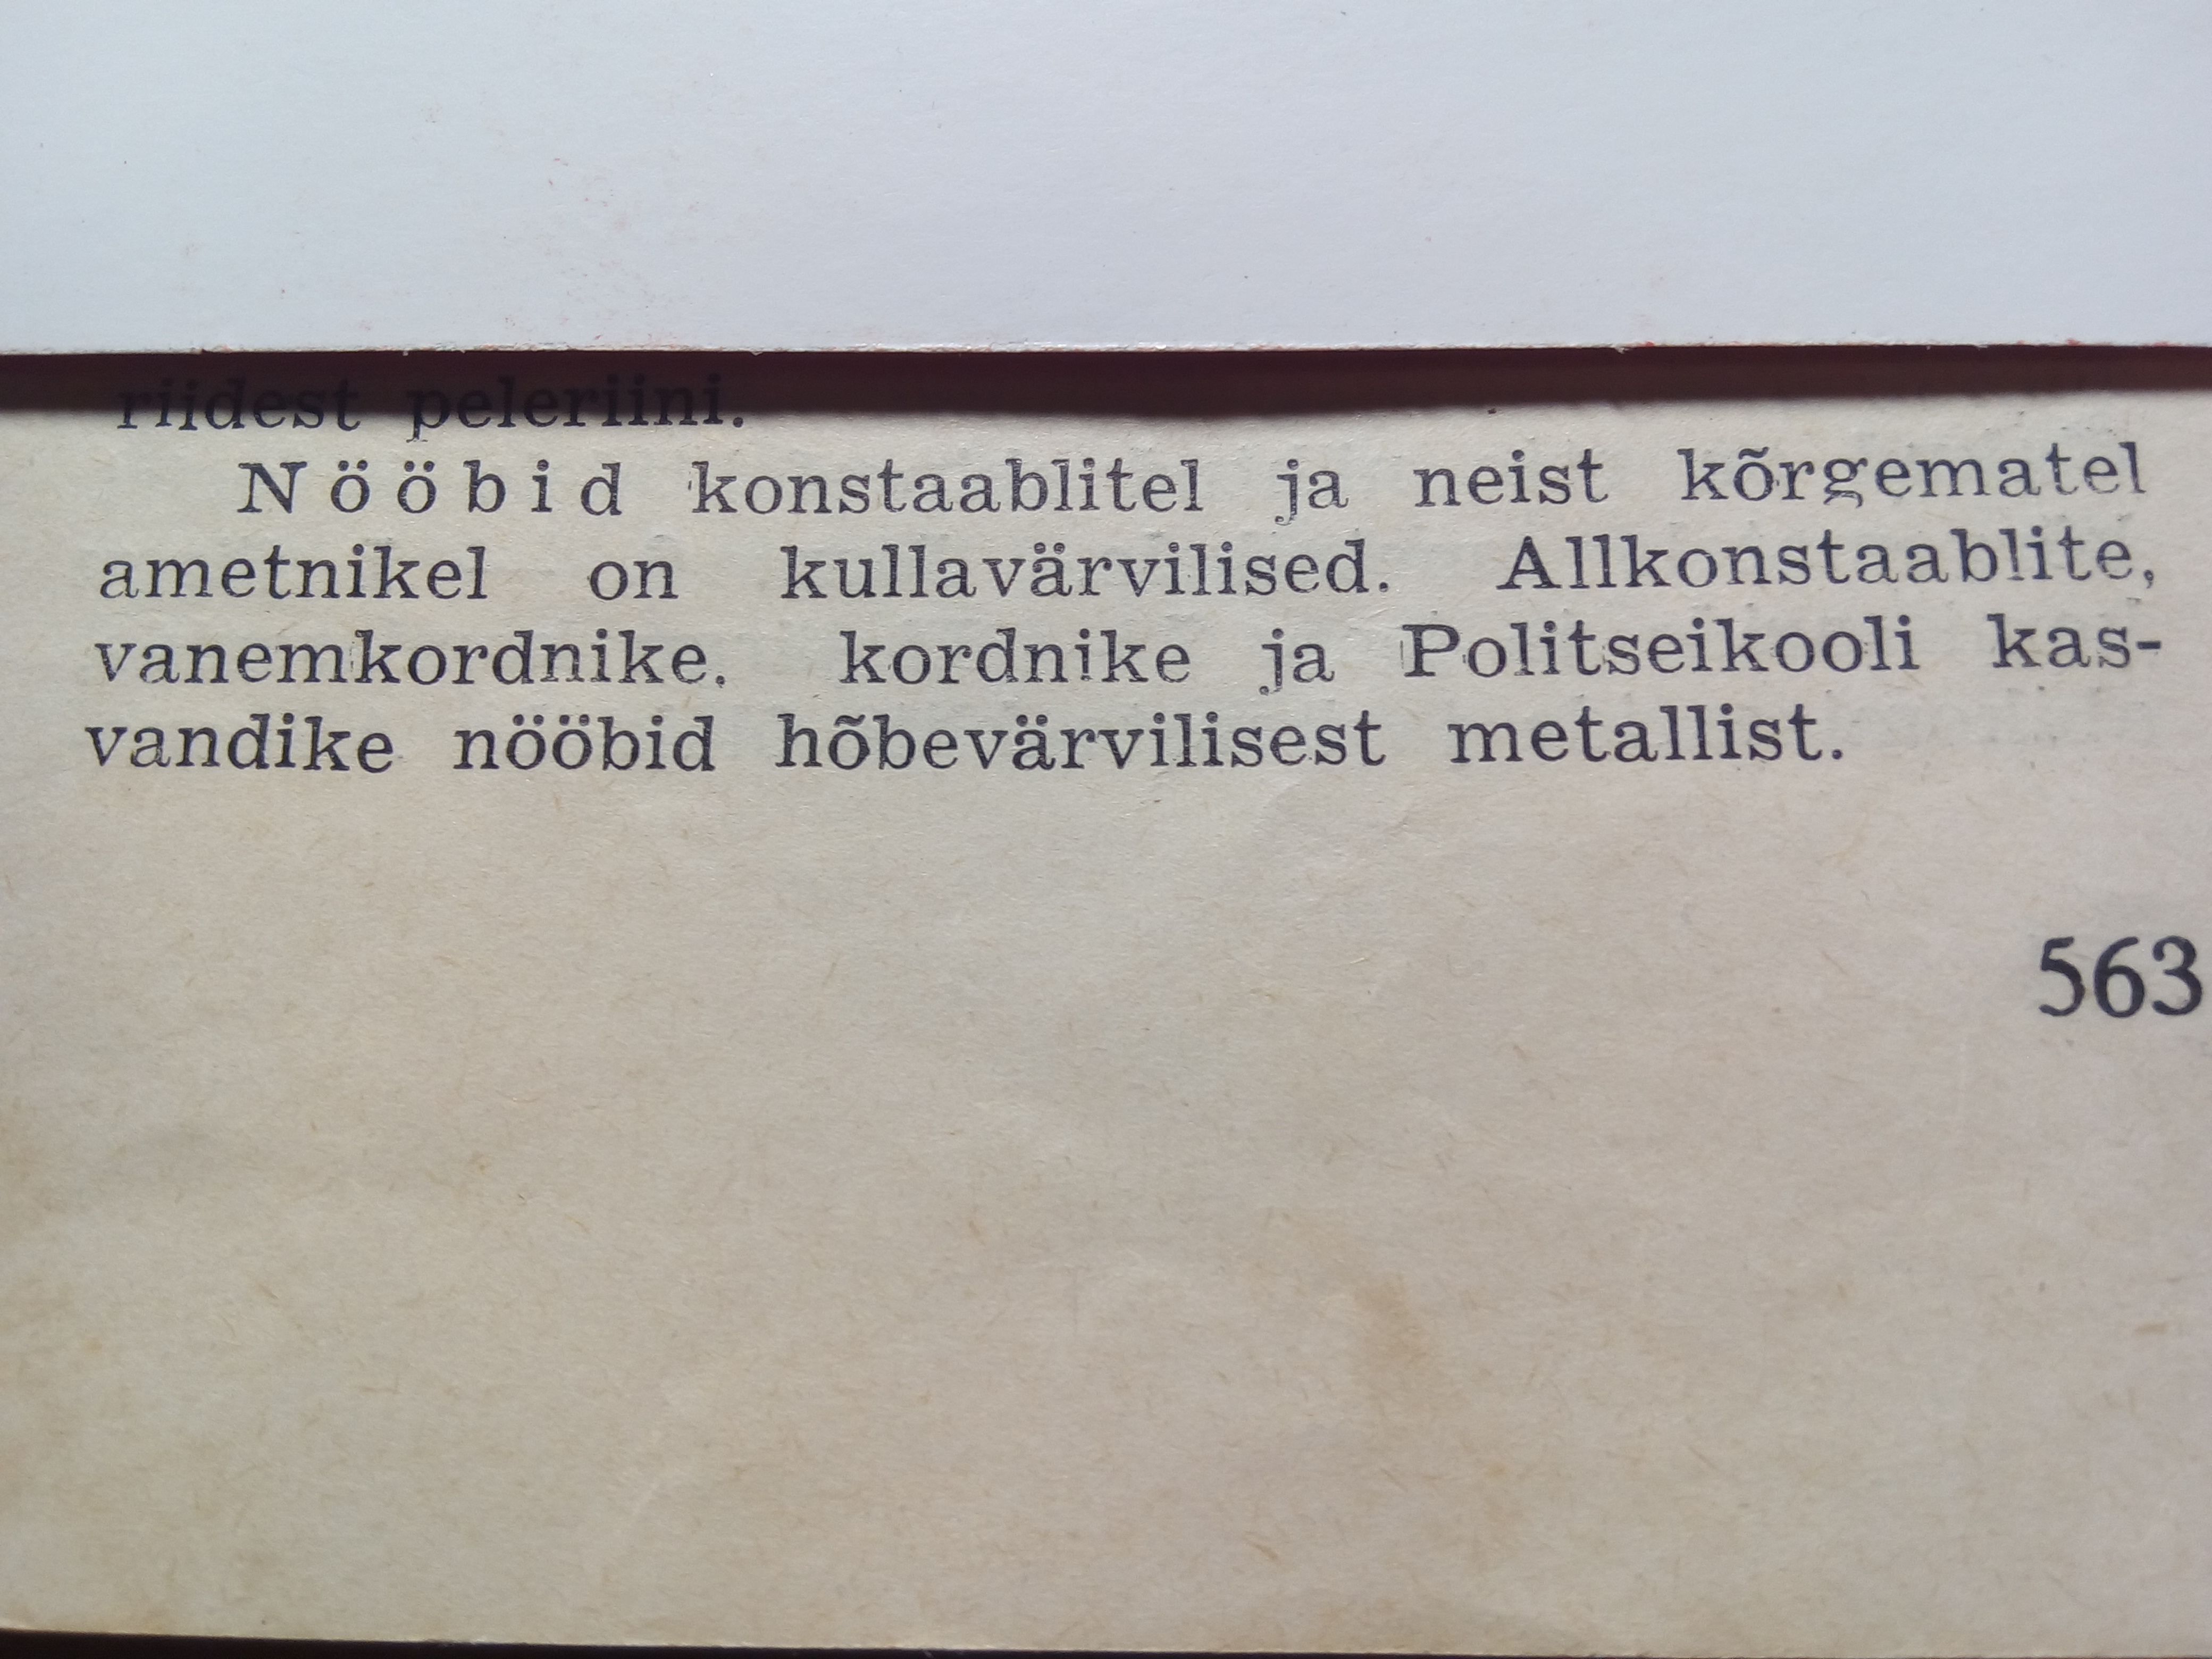 riidest peleriini.
Nööbid konstaablitel ja neist kõrgematel
ametnikel on kullavärvilised. Allkonstaablite,
vanemkordnike, kordnike ja Politseikooli kas-
vandike nööbid hõbevärvilisest metallist.
563